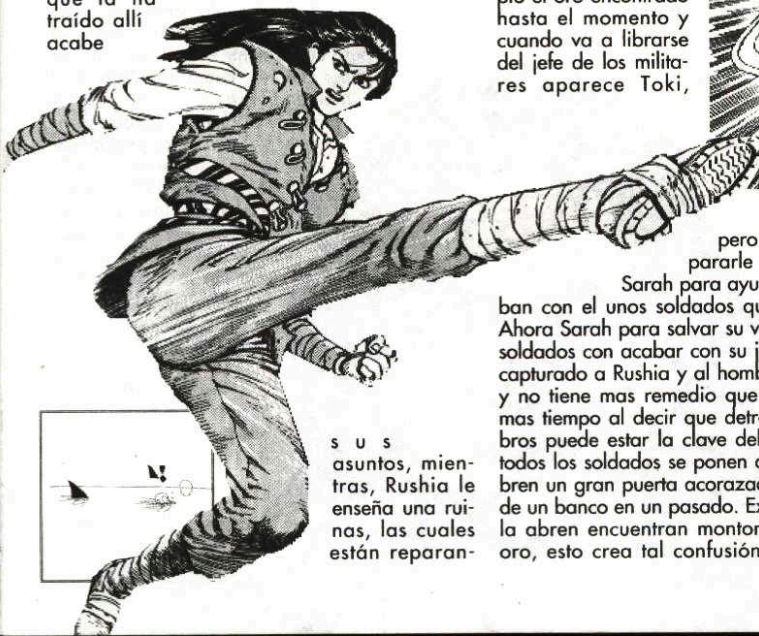 que la ha
traído allí
acabe
s u s
asuntos, mien-
tras, Rushia le
enseña una rui-
nas, las cuales
están reparan-
hasta el momento y
cuando va a librarse
del jefe de los milita-
res aparece Toki,
pero
pararle
Sarah para ayu
ban con el unos soldados qu
Ahora Sarah para salvar su v
soldados con acabar con su j
capturado a Rushia y al homb
y no tiene mas remedio que
mas tiempo al decir que detr
bros puede estar la clave del
todos los soldados se ponen
bren un gran puerta acoraza
de un banco en un pasado. Ex
la abren encuentran monton
oro, esto crea tal confusión